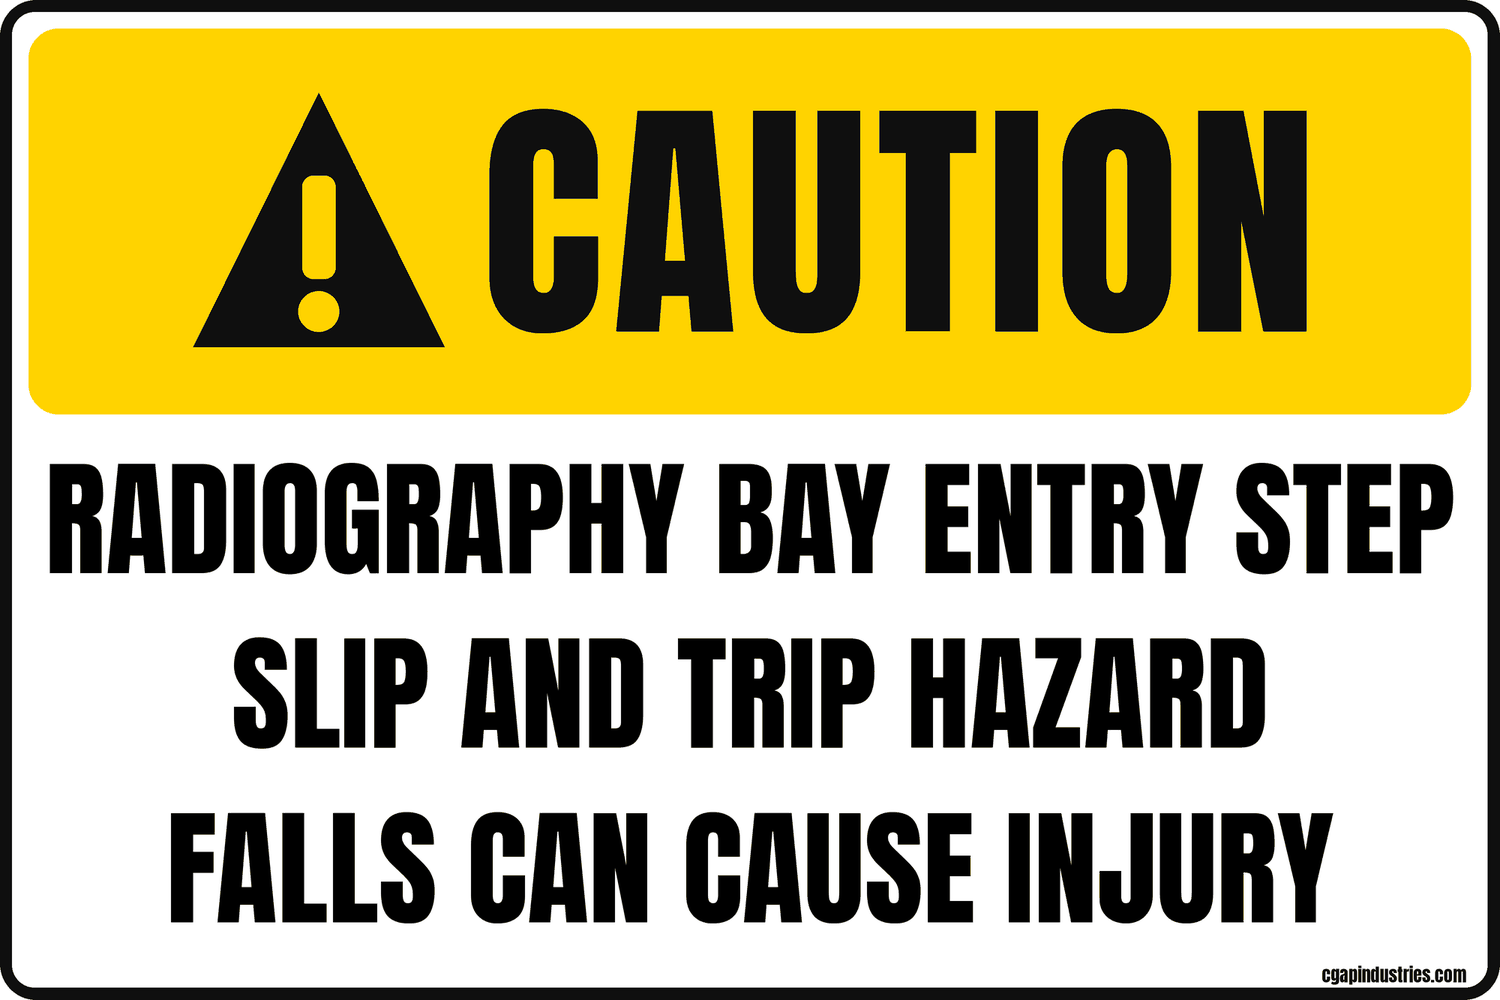 CAUTION
RADIOGRAPHY BAY ENTRY STEP
SLIP AND TRIP HAZARD
FALLS CAN CAUSE INJURY
cgapindustries.com